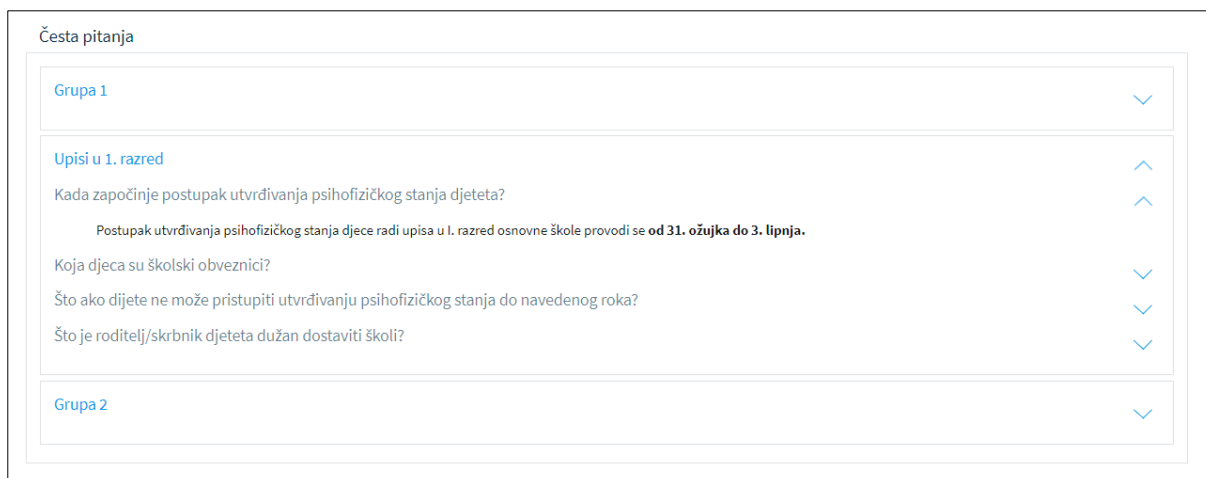 Česta pitanja
Grupa 1
Upisi u 1. razred
Kada započinje postupak utvrđivanja psihofizičkog stanja djeteta?
Postupak utvrđivanja psihofizičkog stanja djece radi upisa u I. razred osnovne škole provodi se od 31. ožujka do 3. lipnja.
Koja djeca su školski obveznici?
Što ako dijete ne može pristupiti utvrđivanju psihofizičkog stanja do navedenog roka?
Što je roditelj/skrbnik djeteta dužan dostaviti školi?
Grupa 2